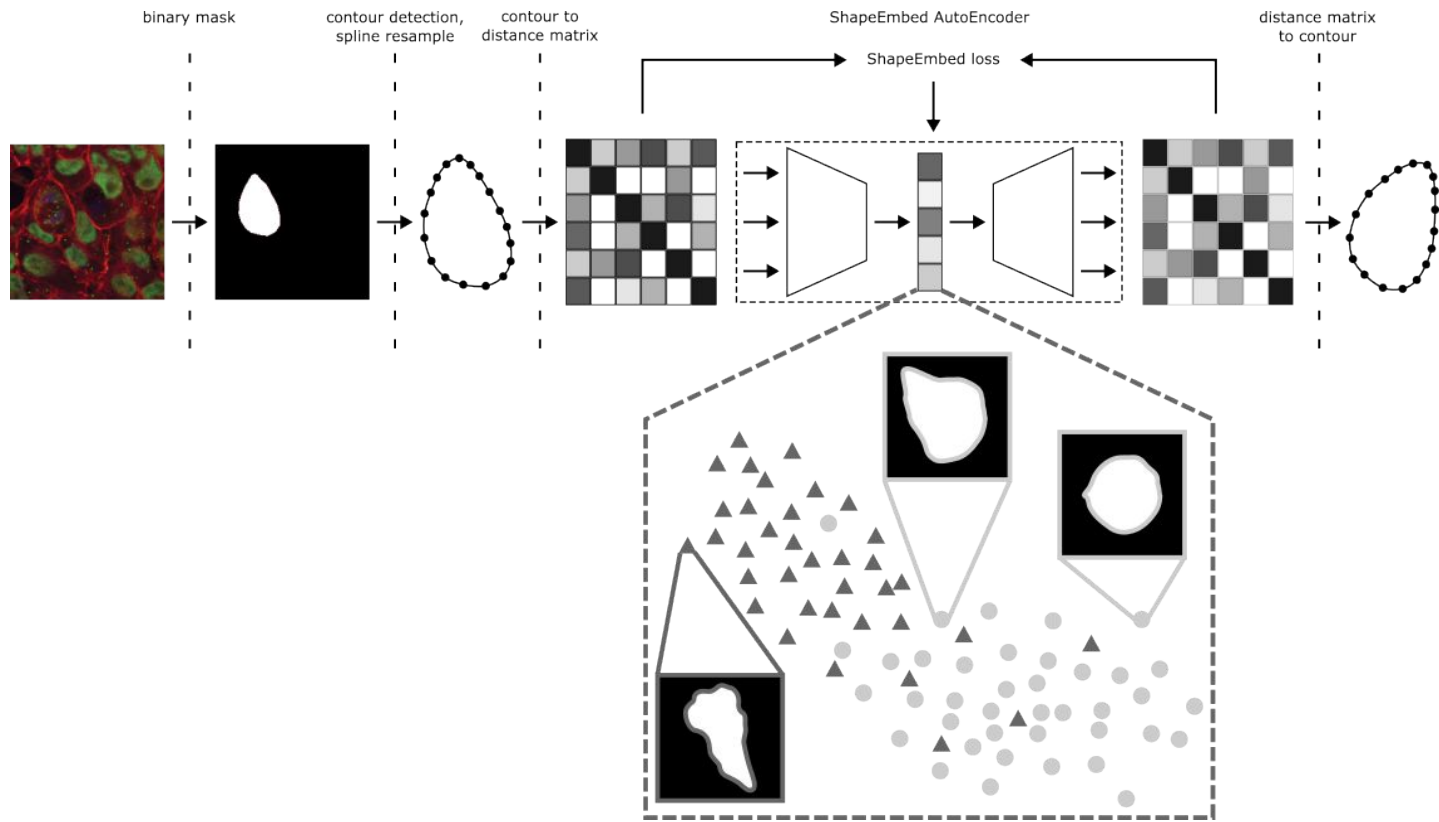 binary mask
contour detection,
spline resample
contour to
distance matrix
ShapeEmbed AutoEncoder
ShapeEmbed loss
distance matrix
to contour